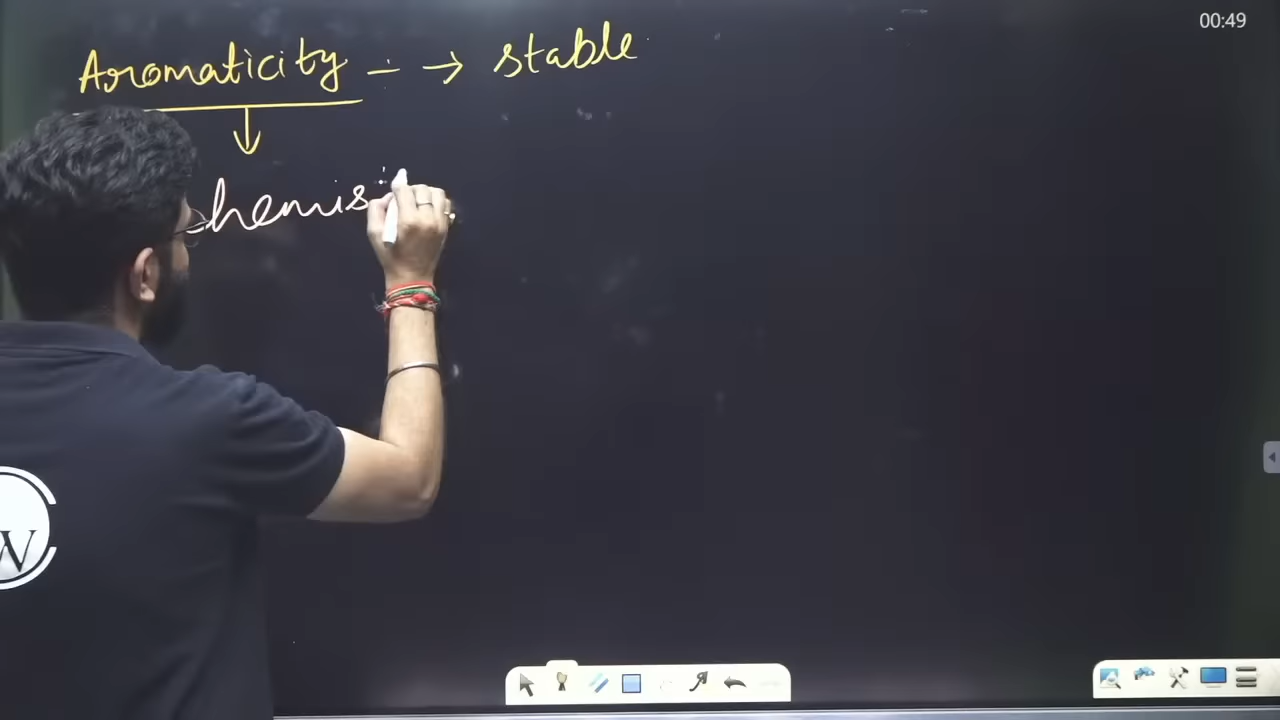 00:49
Aromaticity :- → stable
↓
hemis
W